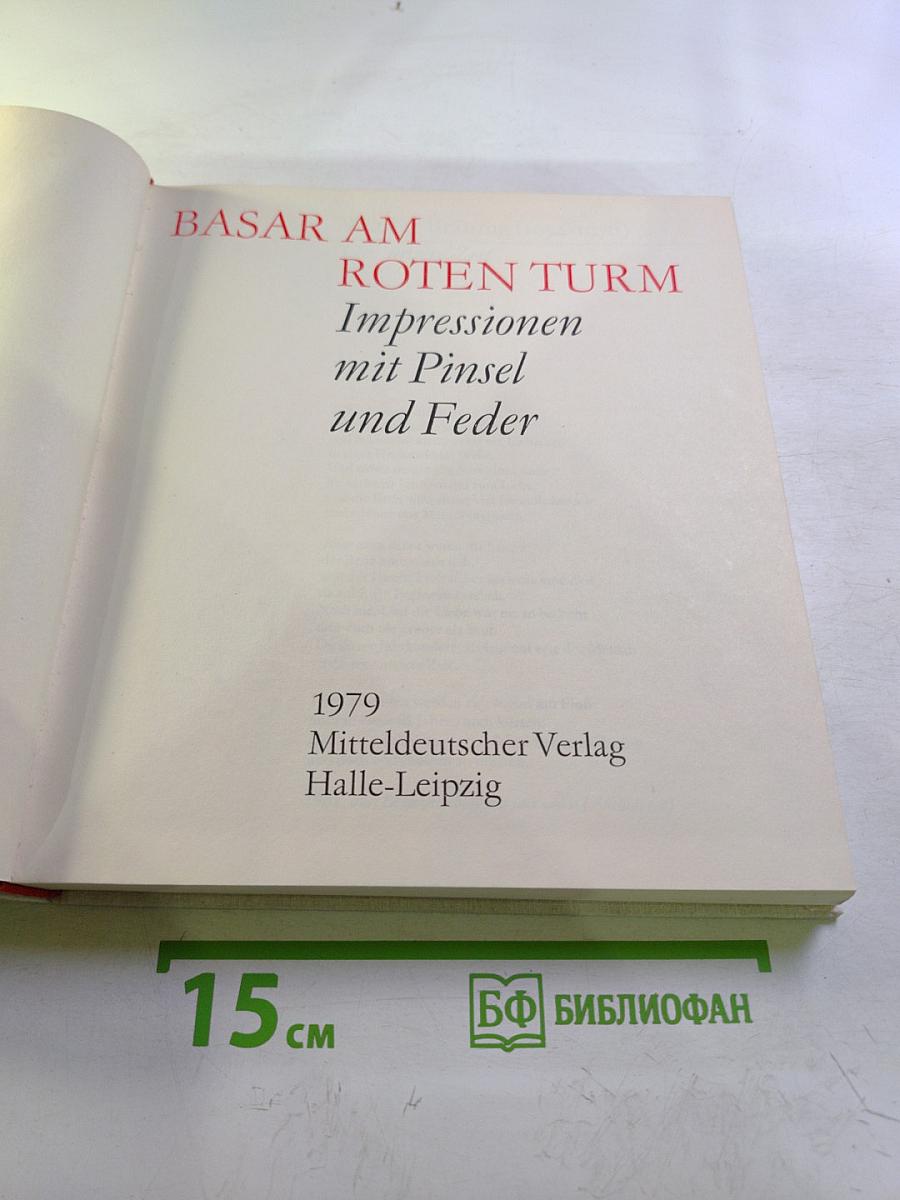 BASAR AM
ROTEN TURM
Impressionen
mit Pinsel
und Feder
1979
Mitteldeutscher Verlag
Halle-Leipzig
15 см
БФ БИБЛИОФАН